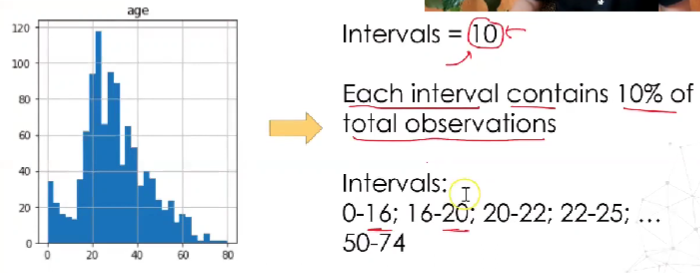 age
120
100
80
60
40
20
0
0 20 40 60 80
Intervals = 10
Each interval contains 10% of
total observations
Intervals:
0-16; 16-20; 20-22; 22-25; ...
50-74